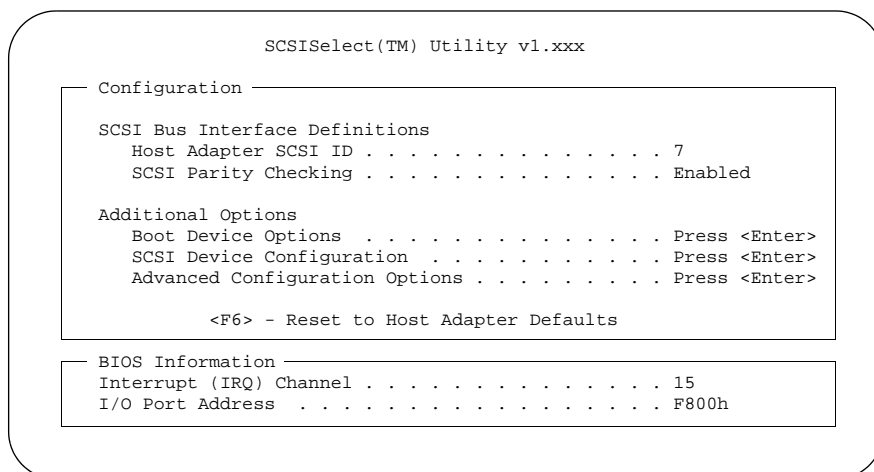 SCSISelect(TM) Utility v1.xxx
Configuration
SCSI Bus Interface Definitions
Host Adapter SCSI ID . . . . . . . . . . . . . . 7
SCSI Parity Checking . . . . . . . . . . . . . . Enabled
Additional Options
Boot Device Options . . . . . . . . . . . . . . Press <Enter>
SCSI Device Configuration . . . . . . . . . . . Press <Enter>
Advanced Configuration Options . . . . . . . . . Press <Enter>
<F6> - Reset to Host Adapter Defaults
BIOS Information
Interrupt (IRQ) Channel . . . . . . . . . . . . . . 15
I/O Port Address . . . . . . . . . . . . . . . . . F800h